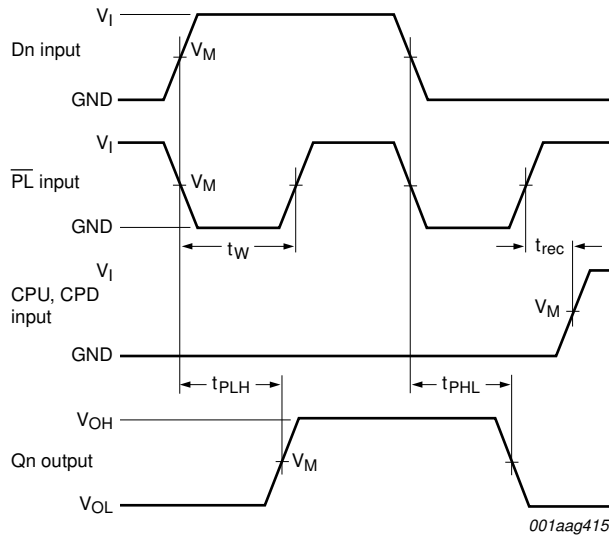 V_I
Dn input
V_M
GND
V_I
P̅L̅ input
V_M
GND
t_W
t_rec
V_I
CPU, CPD
input
V_M
GND
t_PLH
t_PHL
V_OH
Qn output
V_M
V_OL
001aag415